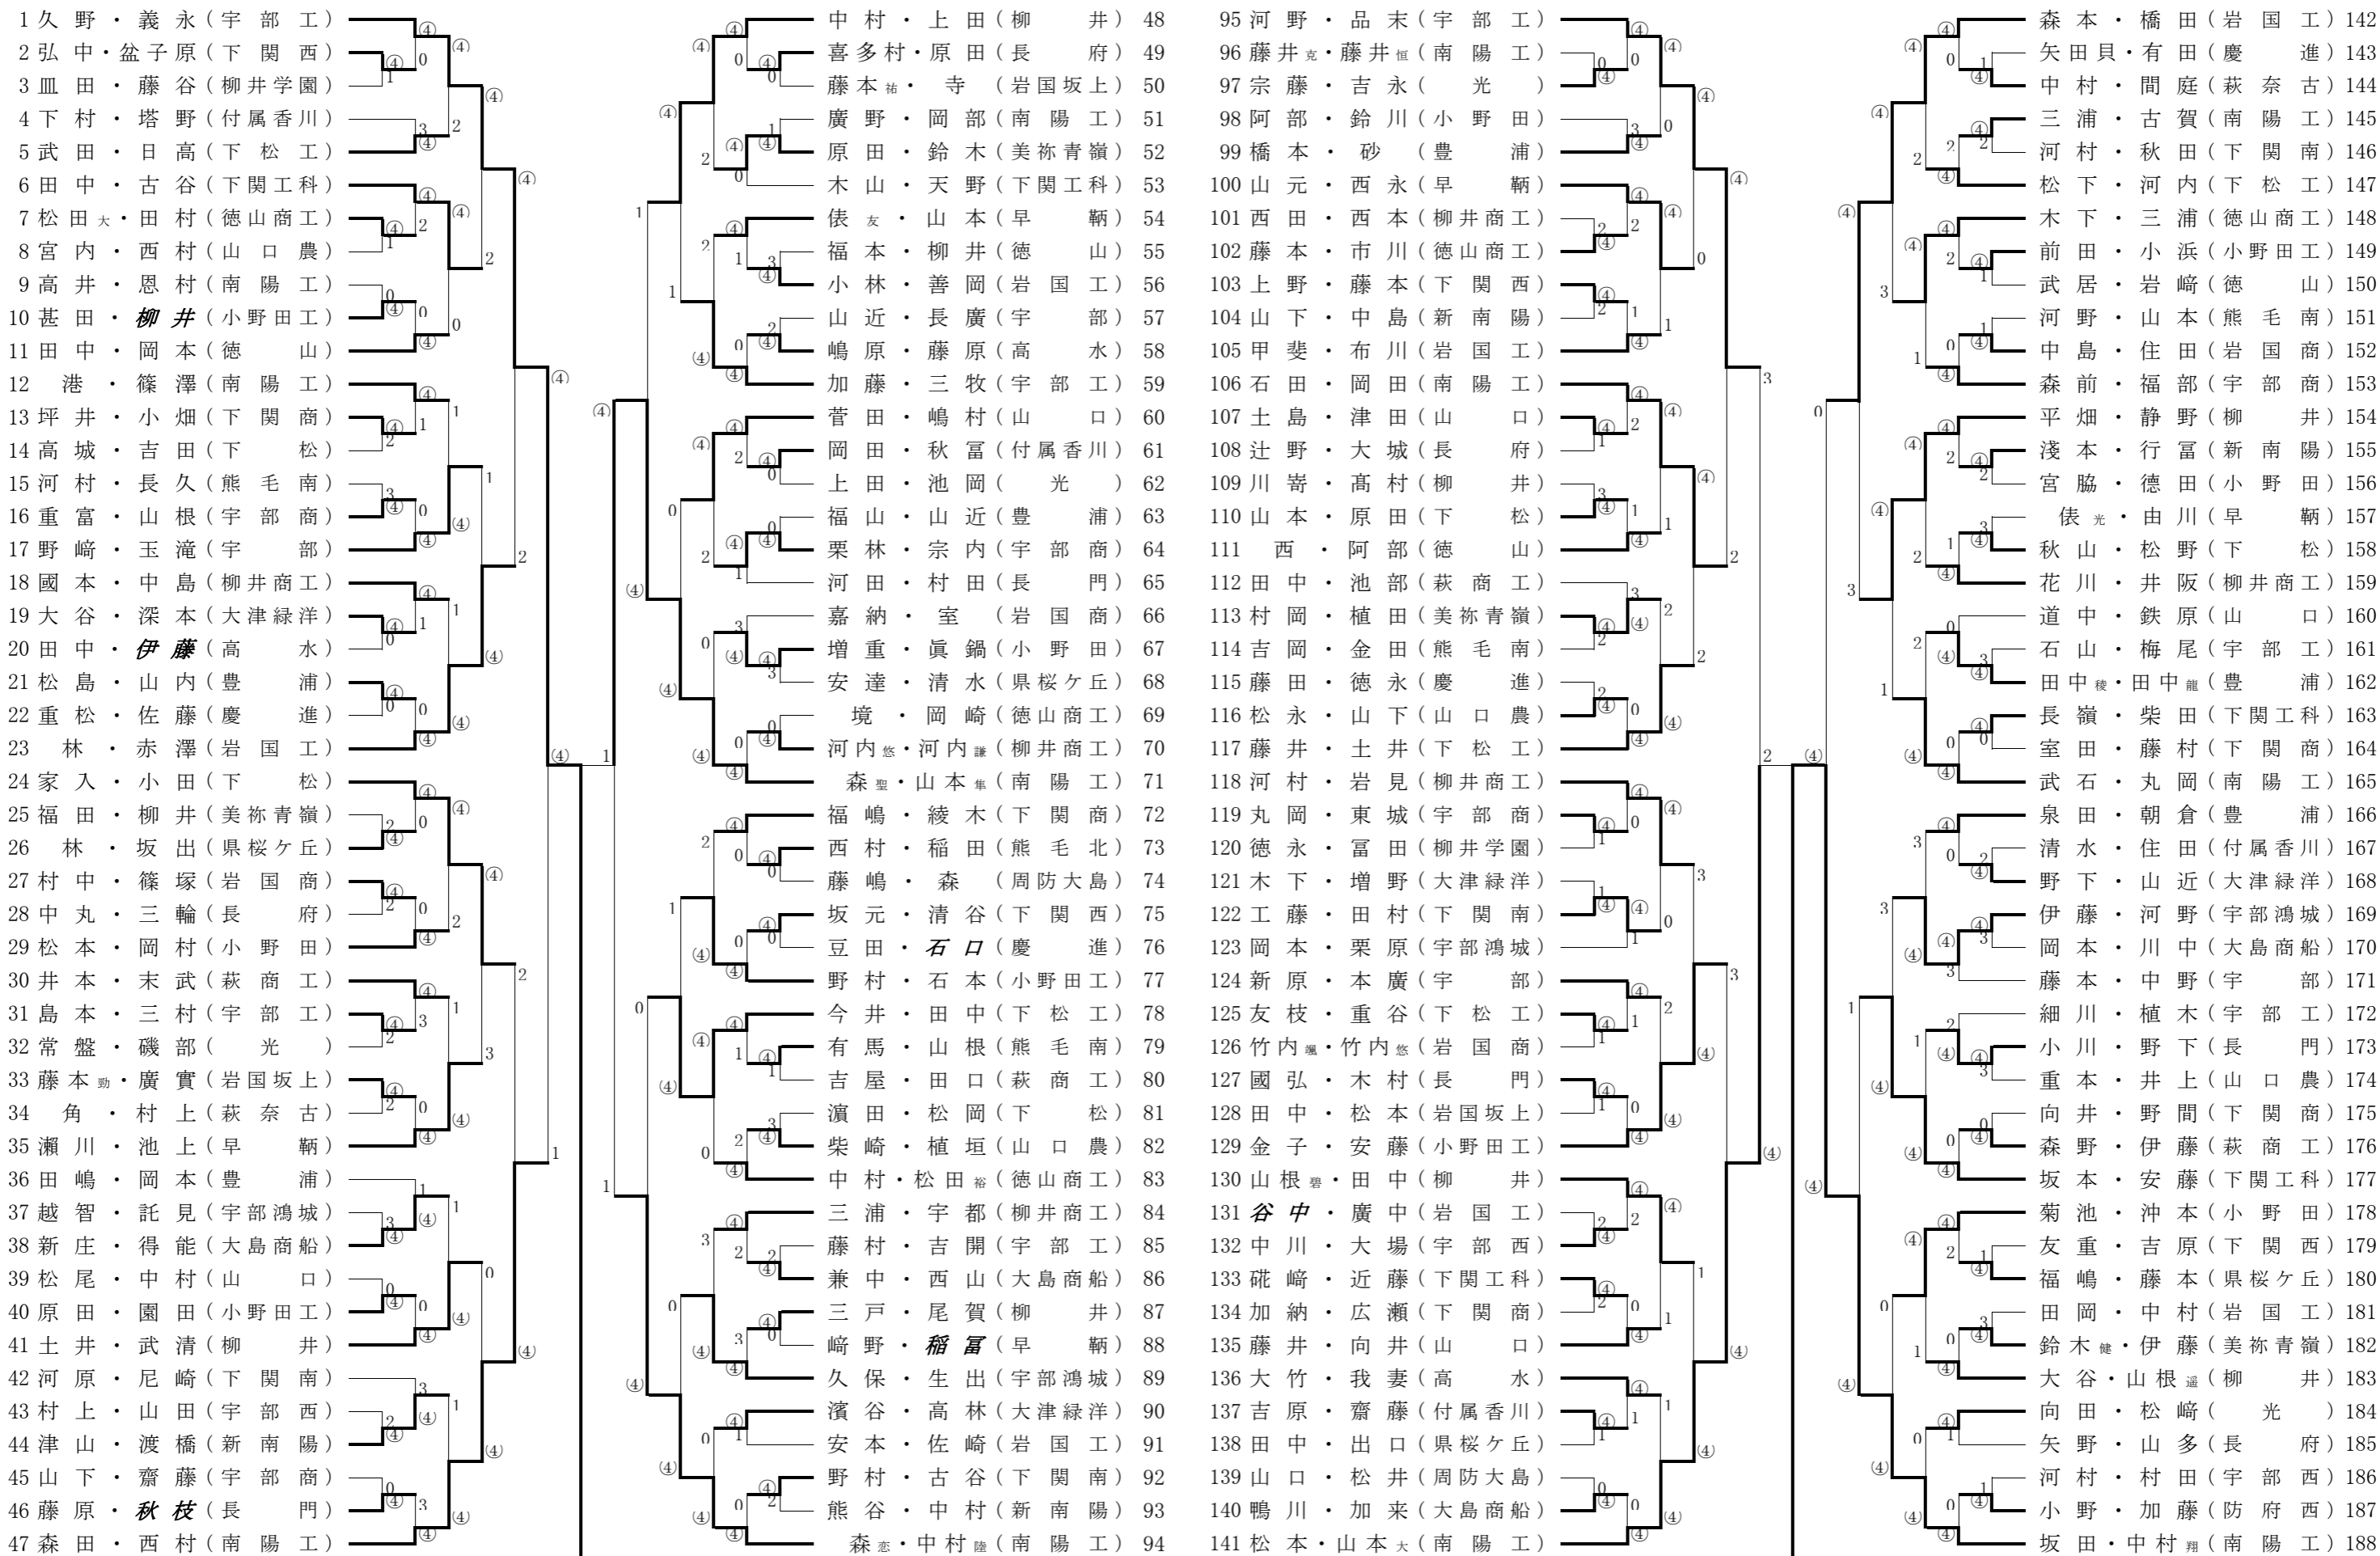 1 久野・義永(宇部工)
2 弘中・盆子原(下関西)
3 皿田・藤谷(柳井学園)
4 下村・塔野(付属香川)
5 武田・日高(下松工)
6 田中・古谷(下関工科)
7 松田大・田村(徳山商工)
8 宮内・西村(山口農)
9 高井・恩村(南陽工)
10 甚田・柳井(小野田工)
11 田中・岡本(徳山)
12 港・篠澤(南陽工)
13 坪井・小畑(下関商)
14 高城・吉田(下松)
15 河村・長久(熊毛南)
16 重富・山根(宇部商)
17 野﨑・玉滝(宇部)
18 國本・中島(柳井商工)
19 大谷・深本(大津緑洋)
20 田中・伊藤(高水)
21 松島・山内(豊浦)
22 重松・佐藤(慶進)
23 林・赤澤(岩国工)
24 家入・小田(下松)
25 福田・柳井(美祢青嶺)
26 林・坂出(県桜ケ丘)
27 村中・篠塚(岩国商)
28 中丸・三輪(長府)
29 松本・岡村(小野田)
30 井本・末武(萩商工)
31 島本・三村(宇部工)
32 常盤・磯部(光)
33 藤本勁・廣實(岩国坂上)
34 角・村上(萩奈古)
35 瀬川・池上(早鞆)
36 田嶋・岡本(豊浦)
37 越智・託見(宇部鴻城)
38 新庄・得能(大島商船)
39 松尾・中村(山口)
40 原田・園田(小野田工)
41 土井・武清(柳井)
42 河原・尼崎(下関南)
43 村上・山田(宇部西)
44 津山・渡橋(新南陽)
45 山下・齋藤(宇部商)
46 藤原・秋枝(長門)
47 森田・西村(南陽工)
中村・上田(柳井) 48
喜多村・原田(長府) 49
藤本祐・寺(岩国坂上) 50
廣野・岡部(南陽工) 51
原田・鈴木(美祢青嶺) 52
木山・天野(下関工科) 53
俵友・山本(早鞆) 54
福本・柳井(徳山) 55
小林・善岡(岩国工) 56
山近・長廣(宇部) 57
嶋原・藤原(高水) 58
加藤・三牧(宇部工) 59
菅田・嶋村(山口) 60
岡田・秋冨(付属香川) 61
上田・池岡(光) 62
福山・山近(豊浦) 63
栗林・宗内(宇部商) 64
河田・村田(長門) 65
嘉納・室(岩国商) 66
増重・眞鍋(小野田) 67
安達・清水(県桜ケ丘) 68
境・岡崎(徳山商工) 69
河内悠・河内謙(柳井商工) 70
森聖・山本隼(南陽工) 71
福嶋・綾木(下関商) 72
西村・稲田(熊毛北) 73
藤嶋・森(周防大島) 74
坂元・清谷(下関西) 75
豆田・石口(慶進) 76
野村・石本(小野田工) 77
今井・田中(下松工) 78
有馬・山根(熊毛南) 79
吉屋・田口(萩商工) 80
濵田・松岡(下松) 81
柴崎・植垣(山口農) 82
中村・松田裕(徳山商工) 83
三浦・宇都(柳井商工) 84
藤村・吉開(宇部工) 85
兼中・西山(大島商船) 86
三戸・尾賀(柳井) 87
﨑野・稲冨(早鞆) 88
久保・生出(宇部鴻城) 89
濱谷・高林(大津緑洋) 90
安本・佐崎(岩国工) 91
野村・古谷(下関南) 92
熊谷・中村(新南陽) 93
森恋・中村陸(南陽工) 94
95 河野・品末(宇部工)
96 藤井克・藤井恒(南陽工)
97 宗藤・吉永(光)
98 阿部・鈴川(小野田)
99 橋本・砂(豊浦)
100 山元・西永(早鞆)
101 西田・西本(柳井商工)
102 藤本・市川(徳山商工)
103 上野・藤本(下関西)
104 山下・中島(新南陽)
105 甲斐・布川(岩国工)
106 石田・岡田(南陽工)
107 土島・津田(山口)
108 辻野・大城(長府)
109 川嵜・髙村(柳井)
110 山本・原田(下松)
111 西・阿部(徳山)
112 田中・池部(萩商工)
113 村岡・植田(美祢青嶺)
114 吉岡・金田(熊毛南)
115 藤田・徳永(慶進)
116 松永・山下(山口農)
117 藤井・土井(下松工)
118 河村・岩見(柳井商工)
119 丸岡・東城(宇部商)
120 徳永・冨田(柳井学園)
121 木下・増野(大津緑洋)
122 工藤・田村(下関南)
123 岡本・栗原(宇部鴻城)
124 新原・本廣(宇部)
125 友枝・重谷(下松工)
126 竹内颯・竹内悠(岩国商)
127 國弘・木村(長門)
128 田中・松本(岩国坂上)
129 金子・安藤(小野田工)
130 山根碧・田中(柳井)
131 谷中・廣中(岩国工)
132 中川・大場(宇部西)
133 硴﨑・近藤(下関工科)
134 加納・広瀬(下関商)
135 藤井・向井(山口)
136 大竹・我妻(高水)
137 吉原・齋藤(付属香川)
138 田中・出口(県桜ケ丘)
139 山口・松井(周防大島)
140 鴨川・加来(大島商船)
141 松本・山本大(南陽工)
森本・橋田(岩国工) 142
矢田貝・有田(慶進) 143
中村・間庭(萩奈古) 144
三浦・古賀(南陽工) 145
河村・秋田(下関南) 146
松下・河内(下松工) 147
木下・三浦(徳山商工) 148
前田・小浜(小野田工) 149
武居・岩﨑(徳山) 150
河野・山本(熊毛南) 151
中島・住田(岩国商) 152
森前・福部(宇部商) 153
平畑・静野(柳井) 154
淺本・行冨(新南陽) 155
宮脇・德田(小野田) 156
俵光・由川(早鞆) 157
秋山・松野(下松) 158
花川・井阪(柳井商工) 159
道中・鉄原(山口) 160
石山・梅尾(宇部工) 161
田中稜・田中龍(豊浦) 162
長嶺・柴田(下関工科) 163
室田・藤村(下関商) 164
武石・丸岡(南陽工) 165
泉田・朝倉(豊浦) 166
清水・住田(付属香川) 167
野下・山近(大津緑洋) 168
伊藤・河野(宇部鴻城) 169
岡本・川中(大島商船) 170
藤本・中野(宇部) 171
細川・植木(宇部工) 172
小川・野下(長門) 173
重本・井上(山口農) 174
向井・野間(下関商) 175
森野・伊藤(萩商工) 176
坂本・安藤(下関工科) 177
菊池・沖本(小野田) 178
友重・吉原(下関西) 179
福嶋・藤本(県桜ケ丘) 180
田岡・中村(岩国工) 181
鈴木健・伊藤(美祢青嶺) 182
大谷・山根遥(柳井) 183
向田・松﨑(光) 184
矢野・山多(長府) 185
河村・村田(宇部西) 186
小野・加藤(防府西) 187
坂田・中村翔(南陽工) 188